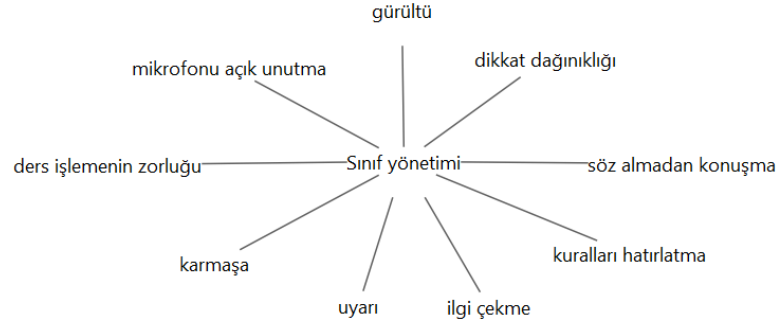 gürültü
dikkat dağınıklığı
mikrofonu açık unutma
ders işlemenin zorluğu
Sınıf yönetimi
söz almadan konuşma
kuralları hatırlatma
karmaşa
uyarı
ilgi çekme